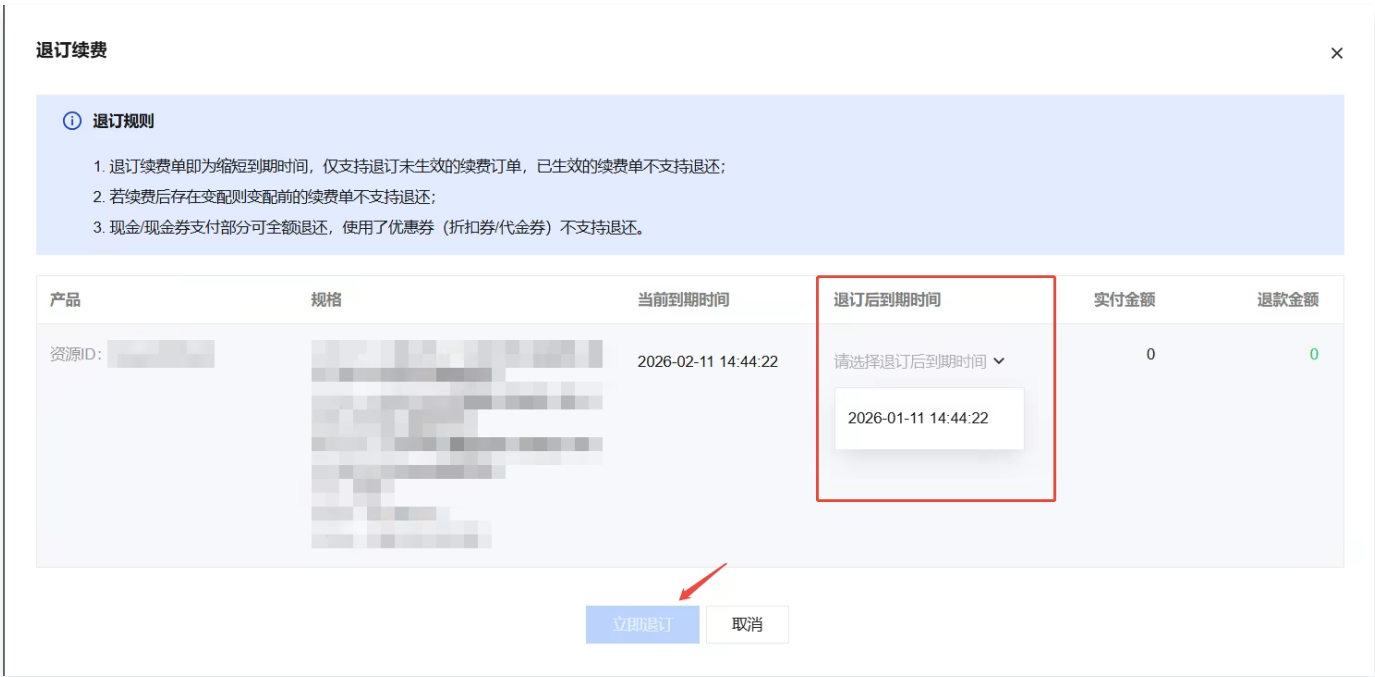 退订续费
退订规则
1. 退订续费单即为缩短到期时间，仅支持退订未生效的续费订单，已生效的续费单不支持退还；
2. 若续费后存在变配则变配前的续费单不支持退还；
3. 现金/现金券支付部分可全额退还，使用了优惠券（折扣券/代金券）不支持退还。
产品 规格 当前到期时间 退订后到期时间 实付金额 退款金额
资源ID: 2026-02-11 14:44:22 请选择退订后到期时间 0 0
2026-01-11 14:44:22
立即退订 取消